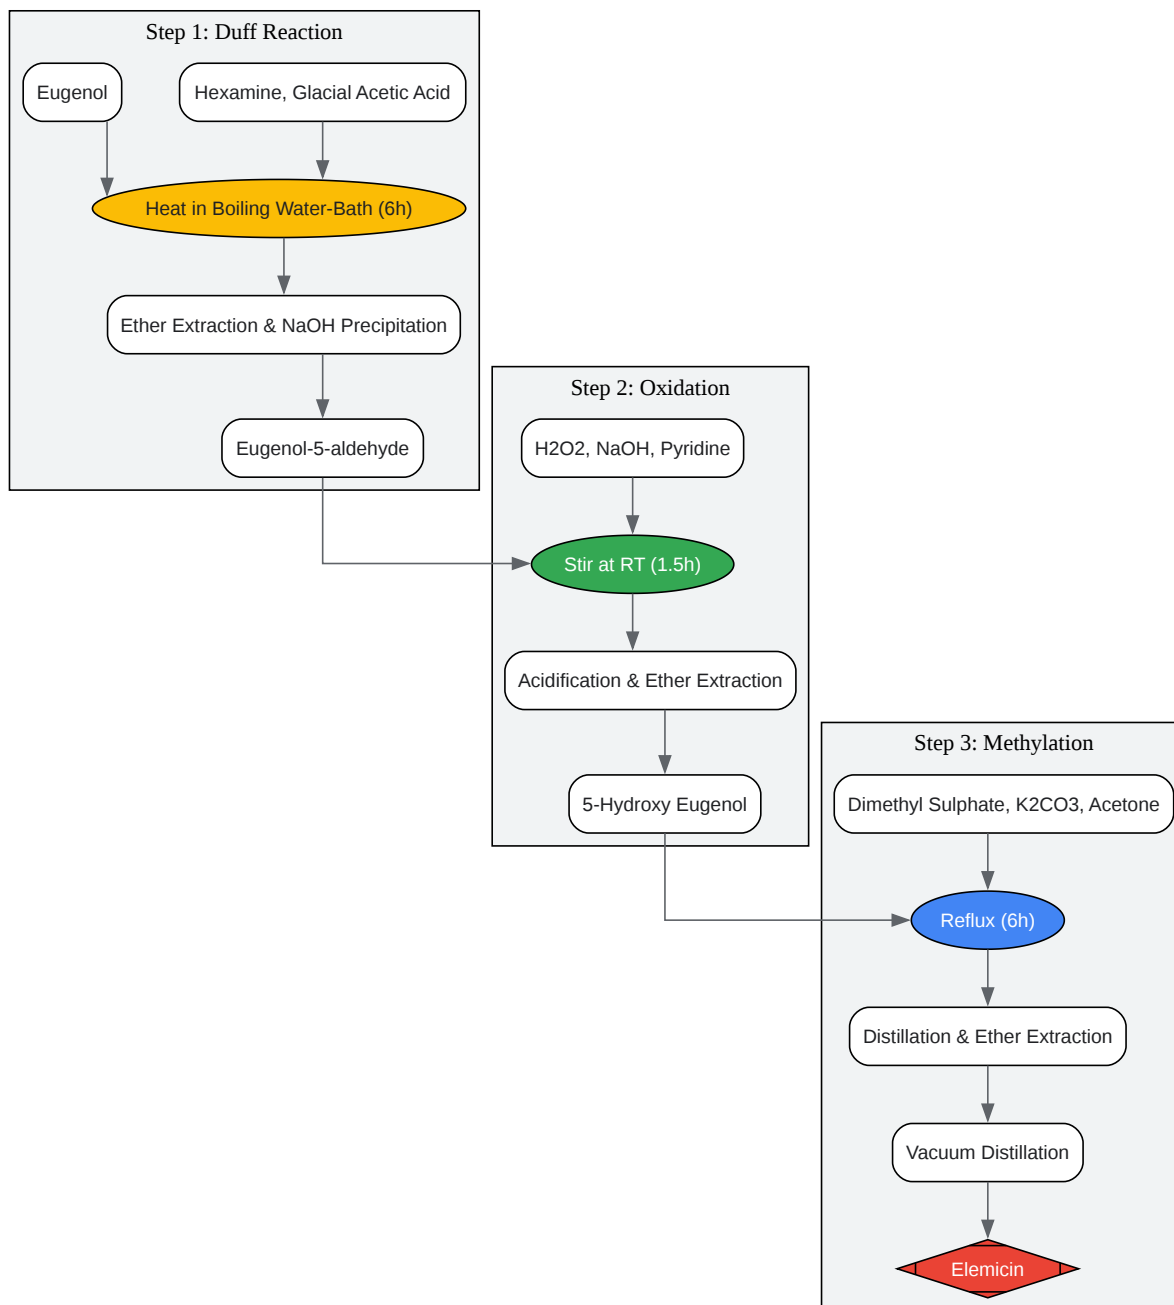 Step 1: Duff Reaction
Eugenol
Hexamine, Glacial Acetic Acid
Heat in Boiling Water-Bath (6h)
Ether Extraction & NaOH Precipitation
Eugenol-5-aldehyde
Step 2: Oxidation
H2O2, NaOH, Pyridine
Stir at RT (1.5h)
Acidification & Ether Extraction
5-Hydroxy Eugenol
Step 3: Methylation
Dimethyl Sulphate, K2CO3, Acetone
Reflux (6h)
Distillation & Ether Extraction
Vacuum Distillation
Elemicin